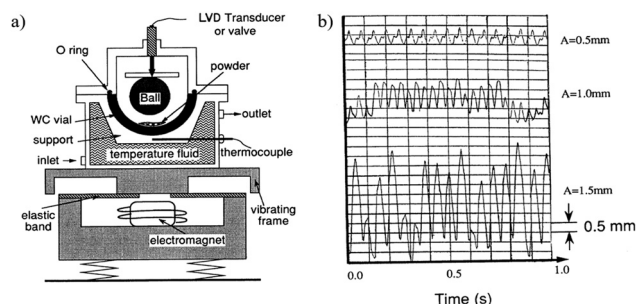 a)
LVD Transducer
or valve
O ring
powder
Ball
WC vial
outlet
support
thermocouple
temperature fluid
inlet
elastic
band
vibrating
frame
electromagnet
b)
A=0.5mm
A=1.0mm
A=1.5mm
0.5 mm
0.0
0.5
1.0
Time (s)